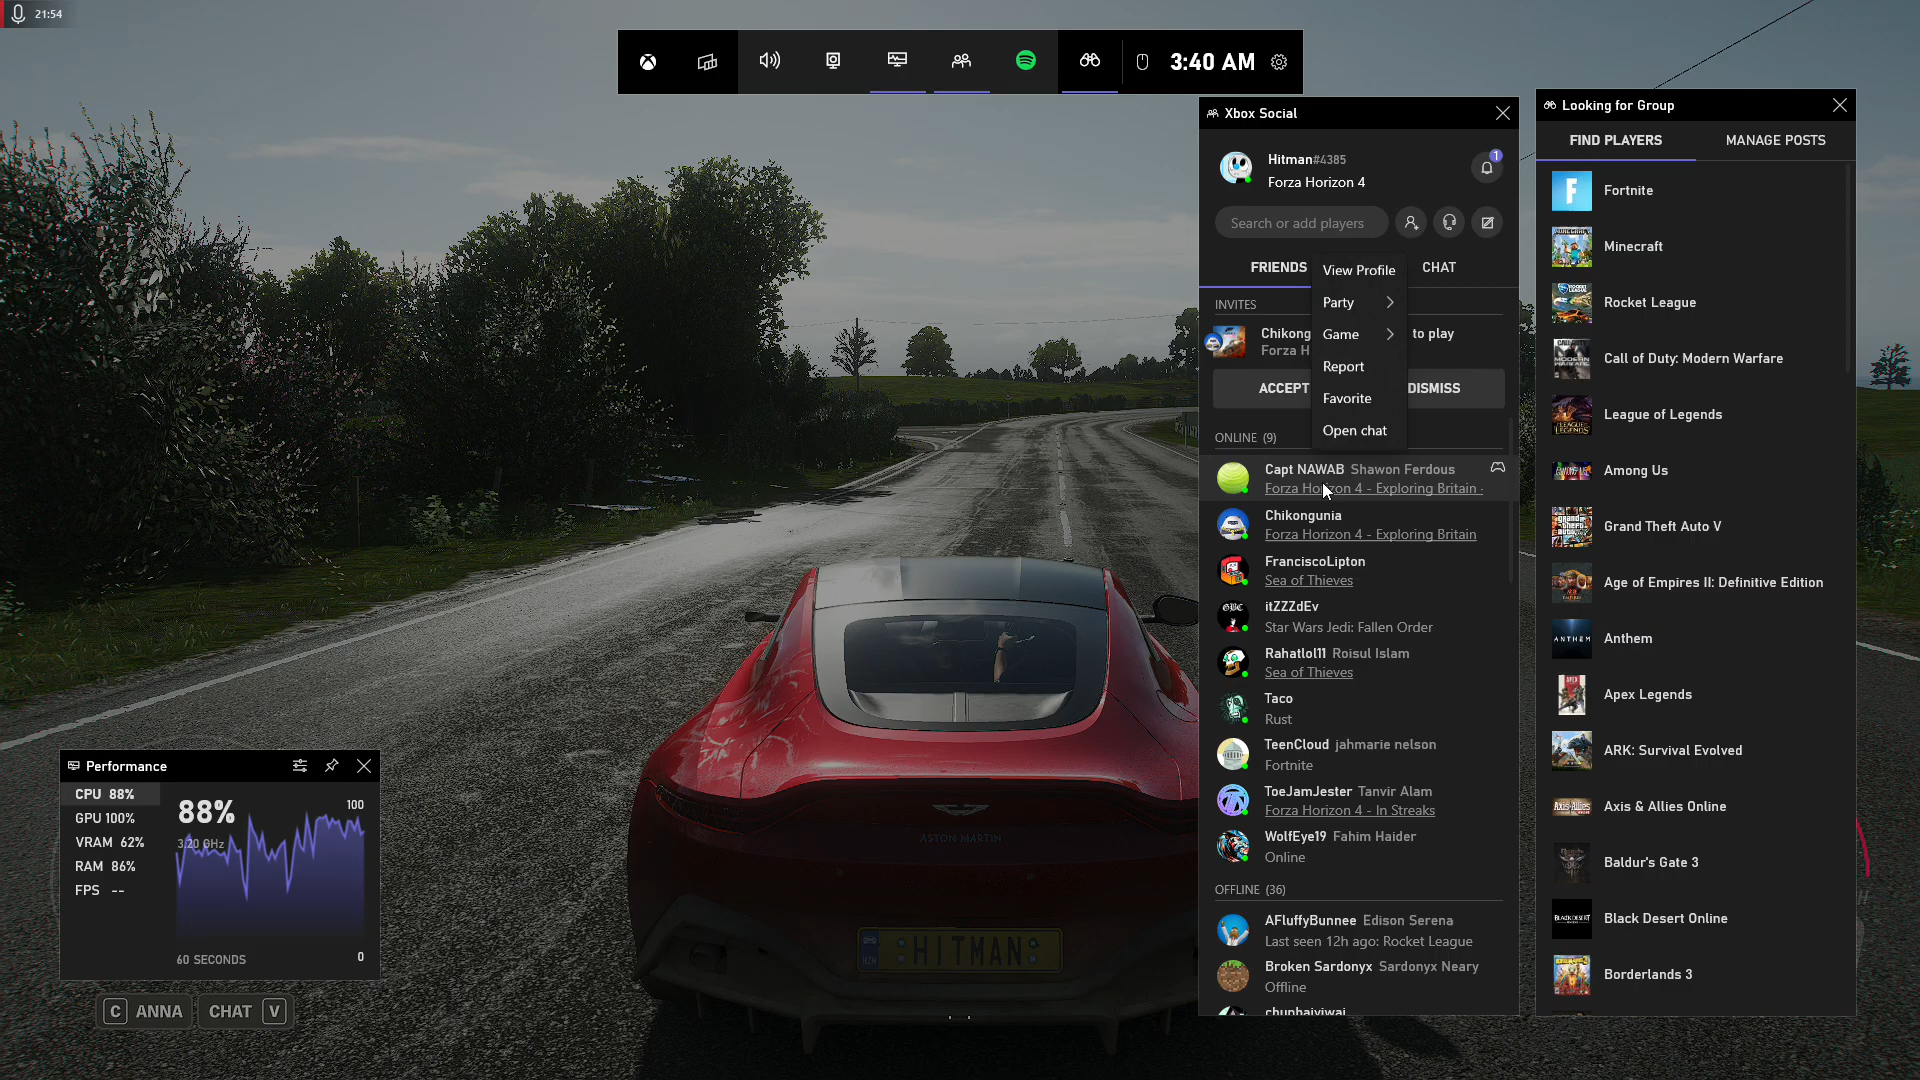 21:54
3:40 AM
Xbox Social
Hitman#4385
Forza Horizon 4
1
Search or add players
FRIENDS
CHAT
View Profile
Party
Game
Report
Favorite
Open chat
INVITES
Chikong
to play
Forza H
ACCEPT
DISMISS
ONLINE (9)
Capt NAWAB Shawon Ferdous
Forza Horizon 4 - Exploring Britain -
Chikongunia
Forza Horizon 4 - Exploring Britain
FranciscoLipton
Sea of Thieves
itZZZdEv
Star Wars Jedi: Fallen Order
Rahatlol11 Roisul Islam
Sea of Thieves
Taco
Rust
TeenCloud jahmarie nelson
Fortnite
ToeJamJester Tanvir Alam
Forza Horizon 4 - In Streaks
WolfEye19 Fahim Haider
Online
OFFLINE (36)
AFluffyBunnee Edison Serena
Last seen 12h ago: Rocket League
Broken Sardonyx Sardonyx Neary
Offline
Looking for Group
FIND PLAYERS
MANAGE POSTS
Fortnite
Minecraft
Rocket League
Call of Duty: Modern Warfare
League of Legends
Among Us
Grand Theft Auto V
Age of Empires II: Definitive Edition
ANTHEM
Anthem
Apex Legends
ARK: Survival Evolved
Axis & Allies Online
Baldur's Gate 3
BLACK DESERT
Black Desert Online
Borderlands 3
Performance
CPU 88%
GPU 100%
VRAM 62%
RAM 86%
FPS --
88%
3.20 GHz
100
60 SECONDS
0
ASTON MARTIN
HITMAN
C ANNA
CHAT V